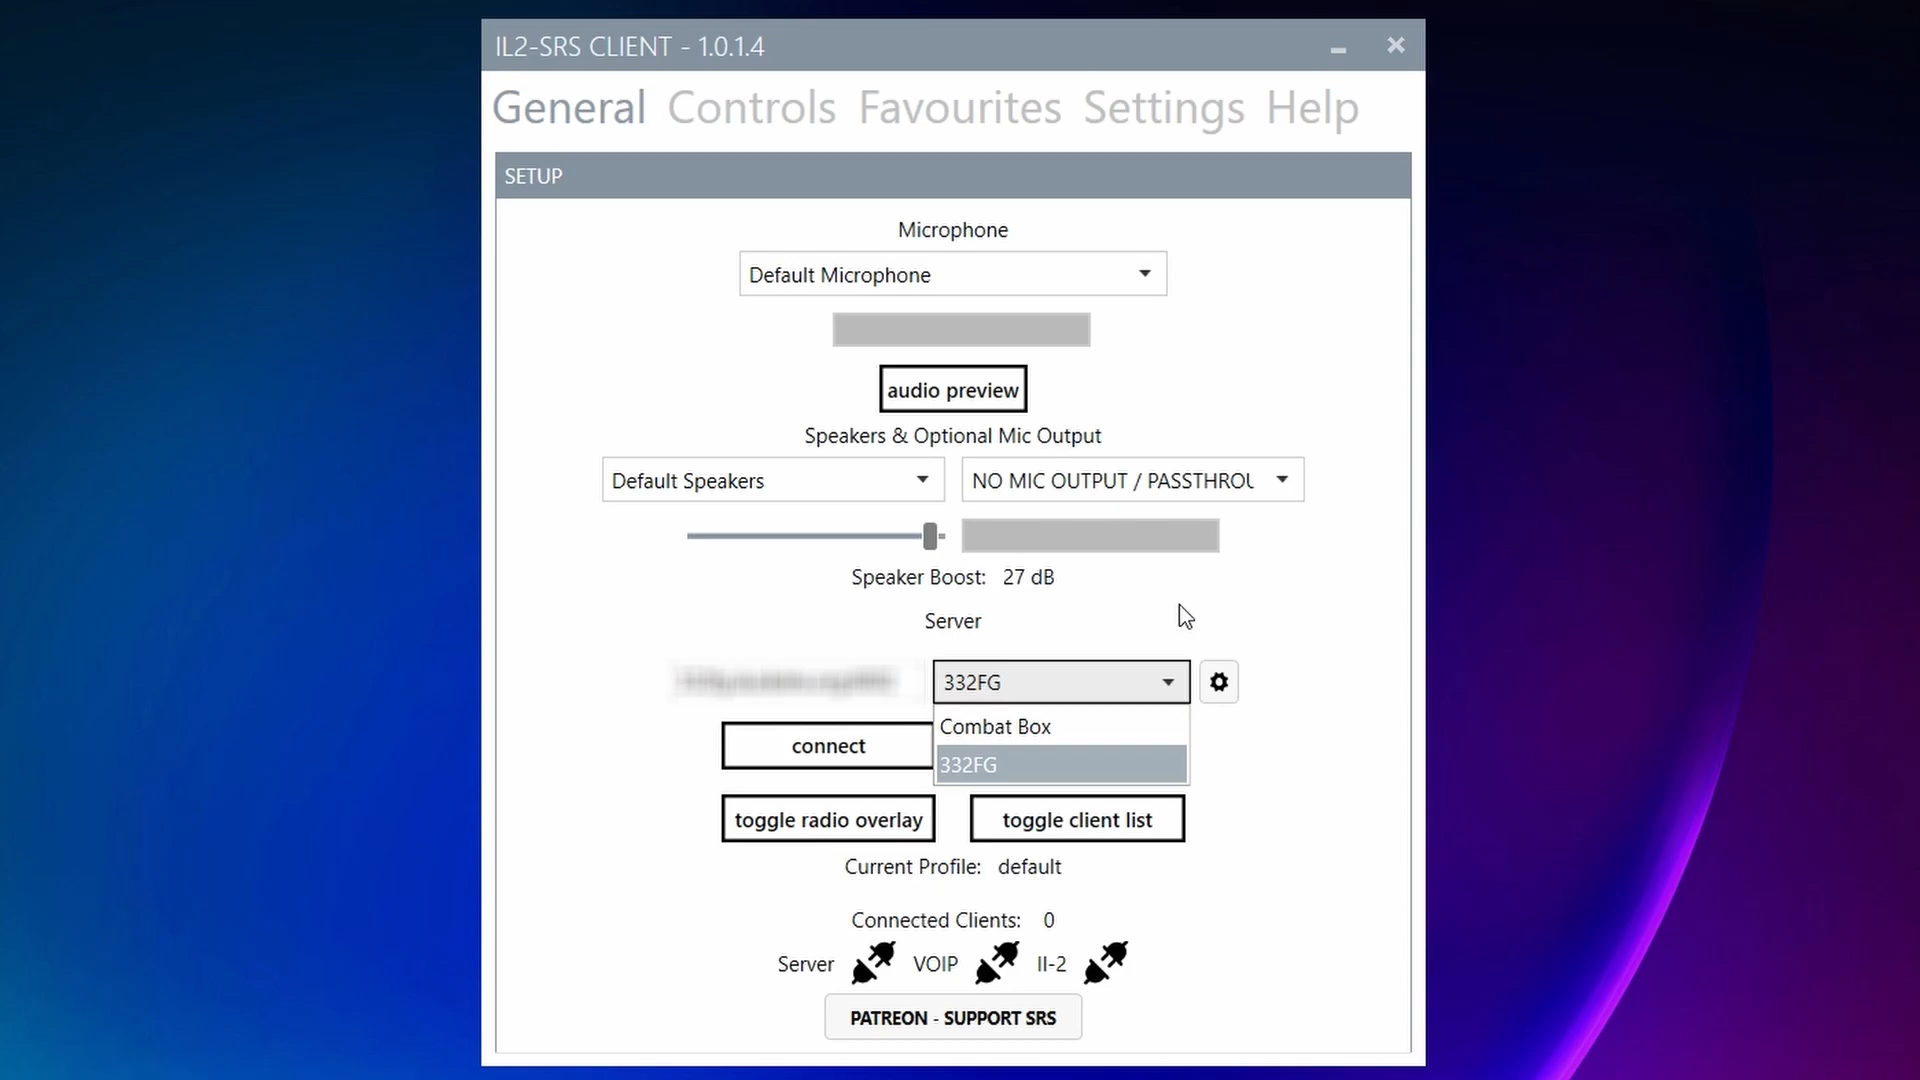 IL2-SRS CLIENT - 1.0.1.4
General Controls Favourites Settings Help
SETUP
Microphone
Default Microphone
audio preview
Speakers & Optional Mic Output
Default Speakers
NO MIC OUTPUT / PASSTHROU
Speaker Boost: 27 dB
Server
332FG
Combat Box
332FG
connect
toggle radio overlay
toggle client list
Current Profile: default
Connected Clients: 0
Server VOIP Il-2
PATREON - SUPPORT SRS